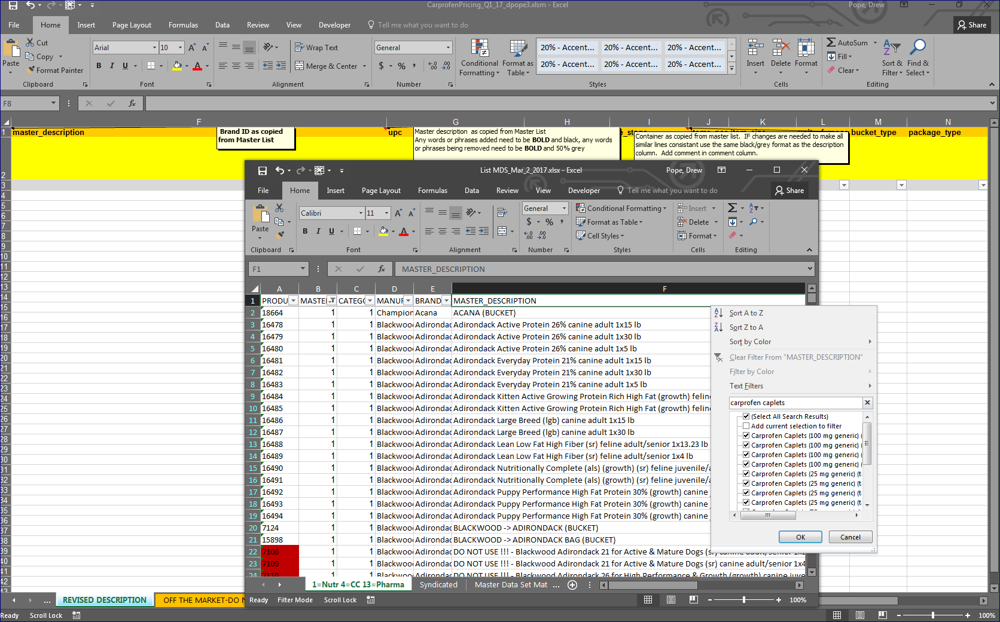 CarprofenPricing_Q1_17_dpope3.xlsm - Excel
Pope, Drew
File Home Insert Page Layout Formulas Data Review View Developer Tell me what you want to do Share
Cut
Copy
Format Painter
Paste
Clipboard
Arial 10
B I U
Font
Wrap Text
Merge & Center
Alignment
General
$ % ,
Number
Conditional Formatting
Format as Table
20% - Accent... 20% - Accent... 20% - Accent...
20% - Accent... 20% - Accent... 20% - Accent...
Styles
Insert Delete Format
Cells
AutoSum
Fill
Clear
Sort & Filter
Find & Select
Editing
F8
fx
F G H I J K L M N
1 master_description
Brand ID as copied
from Master List
upc
Master description as copied from Master List
Any words or phrases added need to be BOLD and black, any words
or phrases being removed need to be BOLD and 50% grey
Container as copied from master list. IF changes are needed to make all
similar lines consistant use the same black/grey format as the description
column. Add comment in comment column.
bucket_type package_type
2
3
4
5
6
7
8
9
10
11
12
13
14
15
16
17
18
19
20
21
22
23
24
25
26
27
28
29
30
31
32
33
34
35
36
37
38
39
40
41
42
List MDS_Mar_2_2017.xlsx - Excel
Pope, Drew
File Home Insert Page Layout Formulas Data Review View Developer Tell me what you want to do Share
Paste
Clipboard
Calibri 11
B I U
Font
Alignment
General
$ % ,
Number
Conditional Formatting
Format as Table
Cell Styles
Styles
Insert
Delete
Format
Cells
Editing
F1
fx
MASTER_DESCRIPTION
A B C D E F
1 PRODU MASTE CATEG MANUF BRAND MASTER_DESCRIPTION
2 18664 1 1 Champion Acana ACANA (BUCKET)
3 16478 1 1 Blackwoo Adirondac Adirondack Active Protein 26% canine adult 1x15 lb
4 16479 1 1 Blackwoo Adirondac Adirondack Active Protein 26% canine adult 1x30 lb
5 16480 1 1 Blackwoo Adirondac Adirondack Active Protein 26% canine adult 1x5 lb
6 16481 1 1 Blackwoo Adirondac Adirondack Everyday Protein 21% canine adult 1x15 lb
7 16482 1 1 Blackwoo Adirondac Adirondack Everyday Protein 21% canine adult 1x30 lb
8 16483 1 1 Blackwoo Adirondac Adirondack Everyday Protein 21% canine adult 1x5 lb
9 16484 1 1 Blackwoo Adirondac Adirondack Kitten Active Growing Protein Rich High Fat (growth) feline
10 16485 1 1 Blackwoo Adirondac Adirondack Kitten Active Growing Protein Rich High Fat (growth) feline
11 16486 1 1 Blackwoo Adirondac Adirondack Large Breed (lgb) canine adult 1x15 lb
12 16487 1 1 Blackwoo Adirondac Adirondack Large Breed (lgb) canine adult 1x30 lb
13 16488 1 1 Blackwoo Adirondac Adirondack Lean Low Fat High Fiber (sr) feline adult/senior 1x13.23 lb
14 16489 1 1 Blackwoo Adirondac Adirondack Lean Low Fat High Fiber (sr) feline adult/senior 1x4 lb
15 16490 1 1 Blackwoo Adirondac Adirondack Nutritionally Complete (als) (growth) (sr) feline juvenile/a
16 16491 1 1 Blackwoo Adirondac Adirondack Nutritionally Complete (als) (growth) (sr) feline juvenile/a
17 16492 1 1 Blackwoo Adirondac Adirondack Puppy Performance High Fat Protein 30% (growth) canine
18 16493 1 1 Blackwoo Adirondac Adirondack Puppy Performance High Fat Protein 30% (growth) canine
19 16494 1 1 Blackwoo Adirondac Adirondack Puppy Performance High Fat Protein 30% (growth) canine
20 7124 1 1 Blackwoo Adirondac BLACKWOOD -> ADIRONDACK (BUCKET)
21 15898 1 1 Blackwoo Adirondac BLACKWOOD -> ADIRONDACK BAG (BUCKET)
22 7108 1 1 Blackwoo Adirondac DO NOT USE !!! - Blackwood Adirondack 21 for Active & Mature Dogs (sr) canine adult/senior
23 7109 1 1 Blackwoo Adirondac DO NOT USE !!! - Blackwood Adirondack 21 for Active & Mature Dogs (sr) canine adult/senior 1x4
24 7110 1 1 Blackwoo Adirondac DO NOT USE !!! - Blackwood Adirondack 26 for High Performance & Growth (growth) canine juve
Sort A to Z
Sort Z to A
Sort by Color
Clear Filter From "MASTER_DESCRIPTION"
Filter by Color
Text Filters
carprofen caplets
(Select All Search Results)
Add current selection to filter
Carprofen Caplets (100 mg generic) (
Carprofen Caplets (100 mg generic) (
Carprofen Caplets (100 mg generic) (
Carprofen Caplets (100 mg generic) (
Carprofen Caplets (25 mg generic) (t
Carprofen Caplets (25 mg generic) (t
Carprofen Caplets (25 mg generic) (t
Carprofen Caplets (25 mg generic) (t
OK Cancel
1=Nutr 4=CC 13=Pharma Syndicated Master Data Set Mat ...
Ready Filter Mode Scroll Lock 100%
... REVISED DESCRIPTION OFF THE MARKET-DO N
Ready Scroll Lock 100%